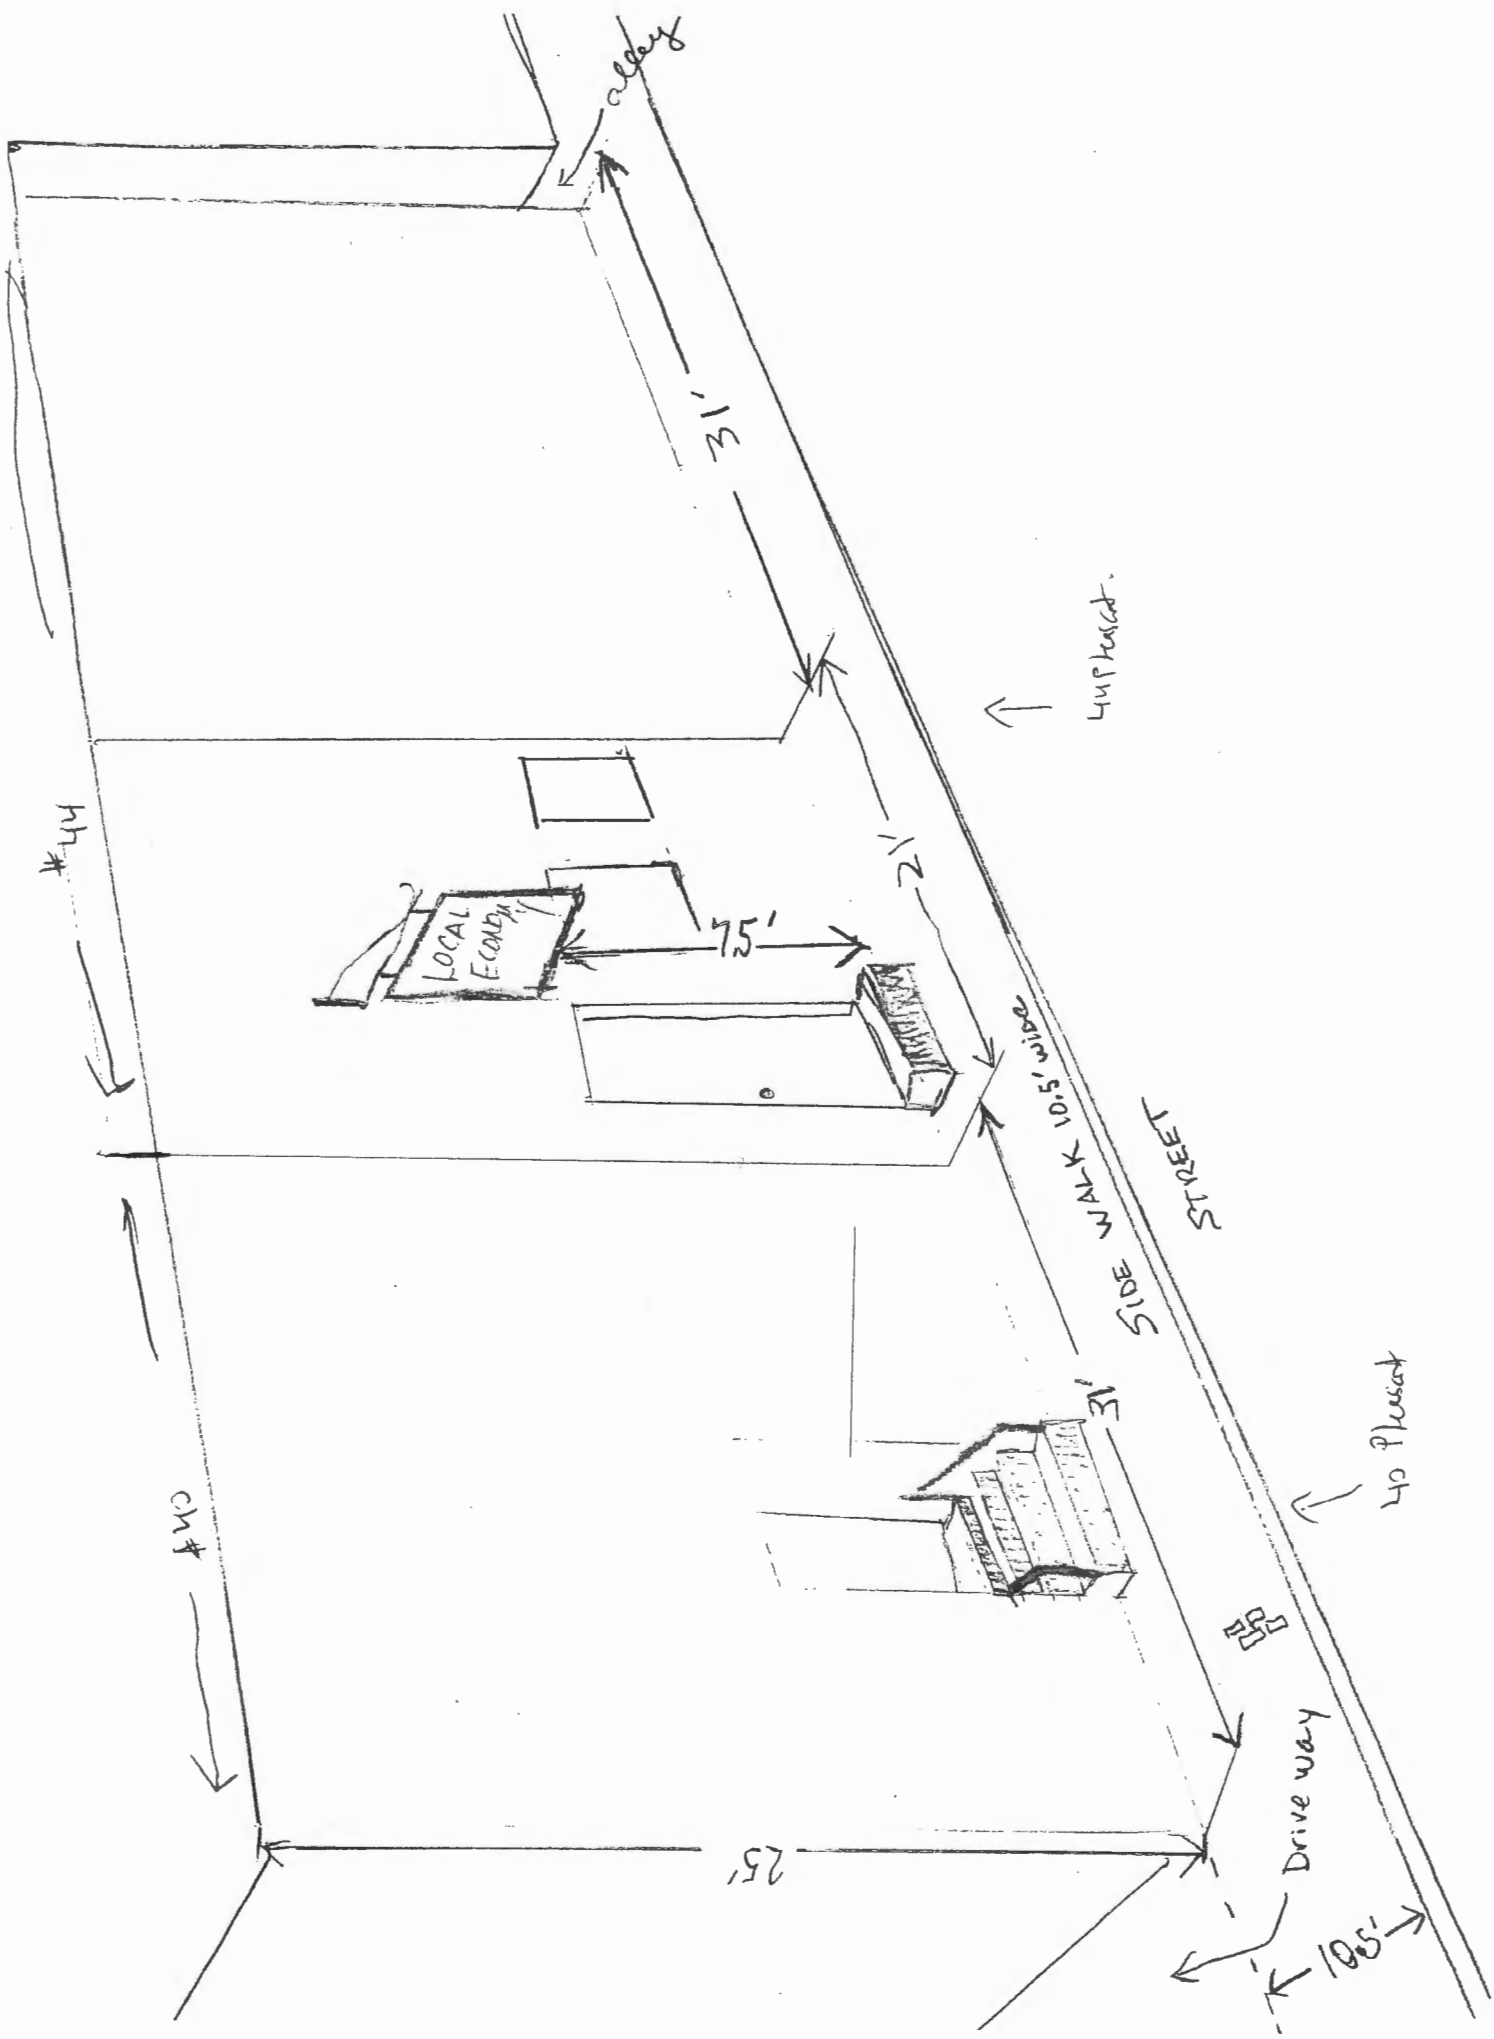 alley
31'
#44
44 Pleasant.
21'
LOCAL
ECONOMY
7.5'
SIDE WALK 10.5' WIDE
STREET
31'
#40
40 Pleasant
25'
Drive way
10.5'